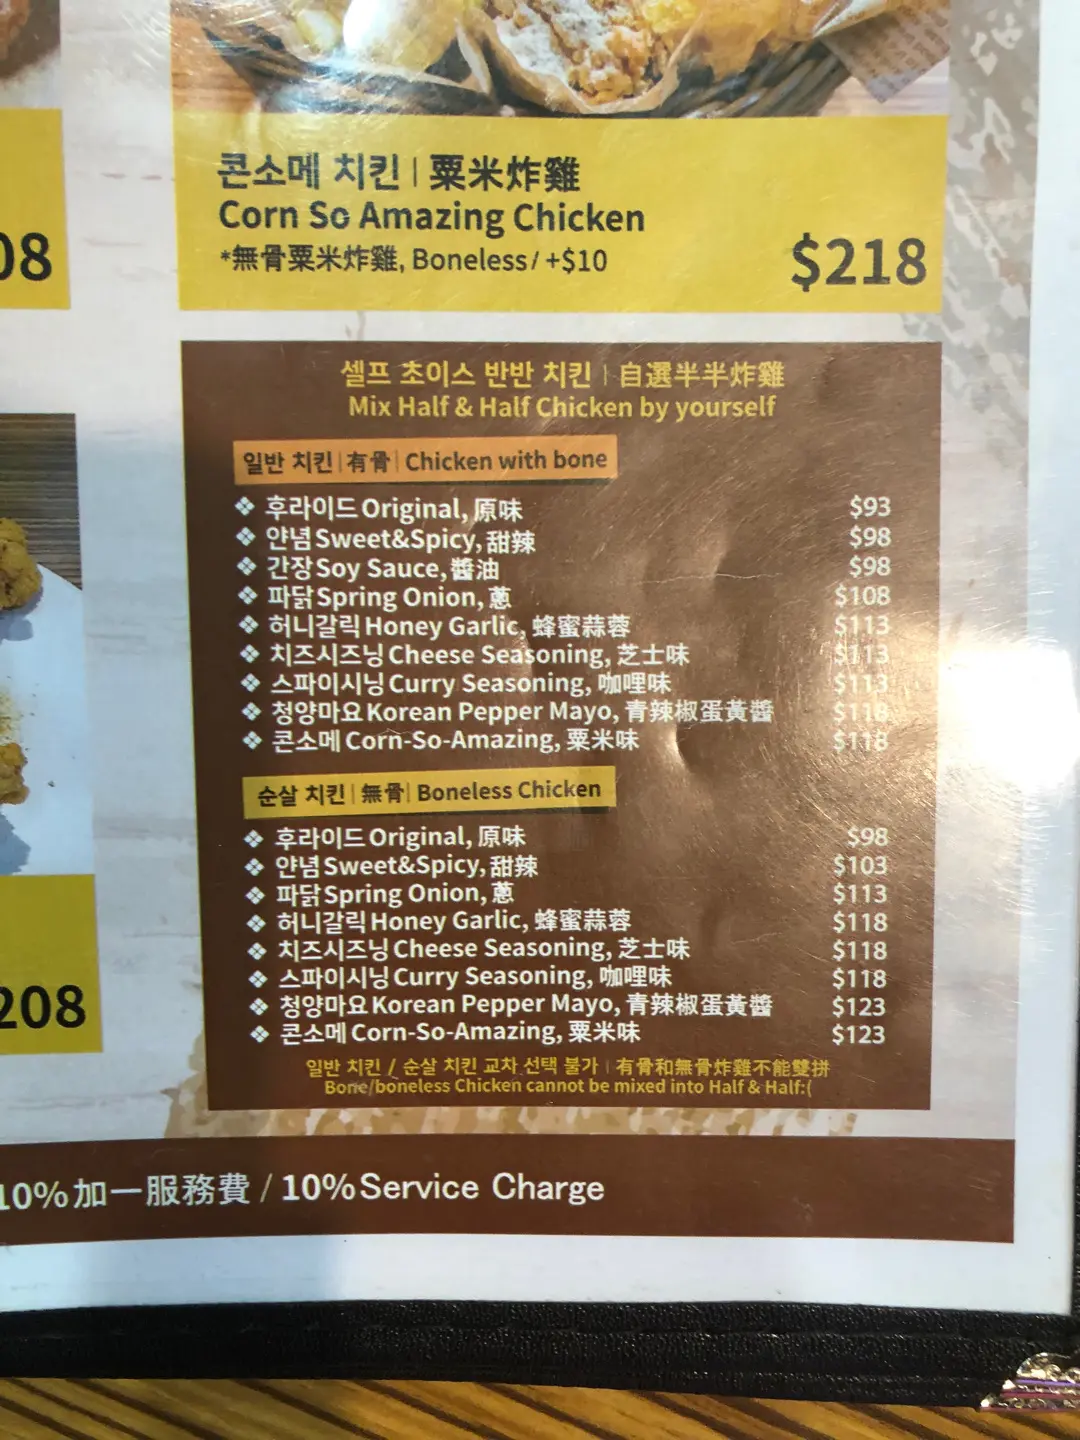 콘소메 치킨 | 粟米炸雞
Corn So Amazing Chicken
*無骨粟米炸雞, Boneless / +$10
$218
08
셀프 초이스 반반 치킨 | 自選半半炸雞
Mix Half & Half Chicken by yourself
일반 치킨 | 有骨 | Chicken with bone
❖ 후라이드 Original, 原味 $93
❖ 얀념 Sweet&Spicy, 甜辣 $98
❖ 간장 Soy Sauce, 醬油 $98
❖ 파닭 Spring Onion, 蔥 $108
❖ 허니갈릭 Honey Garlic, 蜂蜜蒜蓉 $113
❖ 치즈시즈닝 Cheese Seasoning, 芝士味 $113
❖ 스파이시닝 Curry Seasoning, 咖哩味 $113
❖ 청양마요 Korean Pepper Mayo, 青辣椒蛋黃醬 $118
❖ 콘소메 Corn-So-Amazing, 粟米味 $118
순살 치킨 | 無骨 | Boneless Chicken
❖ 후라이드 Original, 原味 $98
❖ 얀념 Sweet&Spicy, 甜辣 $103
❖ 파닭 Spring Onion, 蔥 $113
❖ 허니갈릭 Honey Garlic, 蜂蜜蒜蓉 $118
❖ 치즈시즈닝 Cheese Seasoning, 芝士味 $118
❖ 스파이시닝 Curry Seasoning, 咖哩味 $118
❖ 청양마요 Korean Pepper Mayo, 青辣椒蛋黃醬 $123
❖ 콘소메 Corn-So-Amazing, 粟米味 $123
일반 치킨 / 순살 치킨 교차 선택 불가 | 有骨和無骨炸雞不能雙拼
Bone/boneless Chicken cannot be mixed into Half & Half:(
208
10%加一服務費 / 10% Service Charge